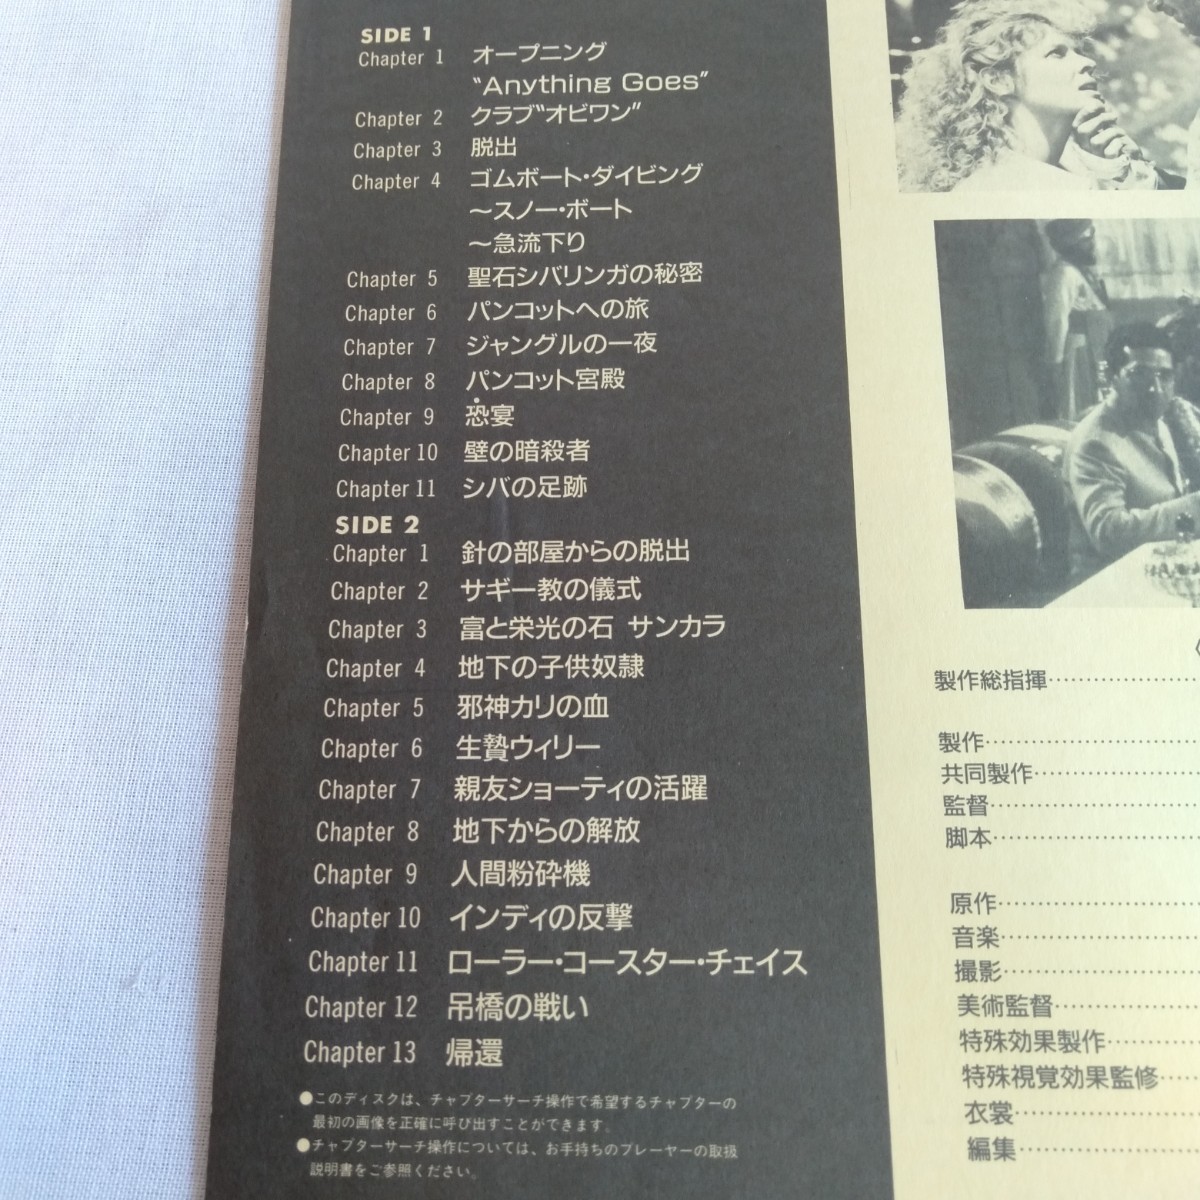 SIDE 1
Chapter 1 オープニング
"Anything Goes"
Chapter 2 クラブ"オビワン"
Chapter 3 脱出
Chapter 4 ゴムボート・ダイビング
～スノー・ボート
～急流下り
Chapter 5 聖石シバリンガの秘密
Chapter 6 パンコットへの旅
Chapter 7 ジャングルの一夜
Chapter 8 パンコット宮殿
Chapter 9 恐宴
Chapter 10 壁の暗殺者
Chapter 11 シバの足跡
SIDE 2
Chapter 1 針の部屋からの脱出
Chapter 2 サギー教の儀式
Chapter 3 富と栄光の石 サンカラ
Chapter 4 地下の子供奴隷
Chapter 5 邪神カリの血
Chapter 6 生贄ウィリー
Chapter 7 親友ショーティの活躍
Chapter 8 地下からの解放
Chapter 9 人間粉砕機
Chapter 10 インディの反撃
Chapter 11 ローラー・コースター・チェイス
Chapter 12 吊橋の戦い
Chapter 13 帰還
●このディスクは、チャプターサーチ操作で希望するチャプターの
最初の画像を正確に呼び出すことができます。
●チャプターサーチ操作については、お手持ちのプレーヤーの取扱
説明書をご参照ください。
製作総指揮
製作
共同製作
監督
脚本
原作
音楽
撮影
美術監督
特殊効果製作
特殊視覚効果監修
衣裳
編集